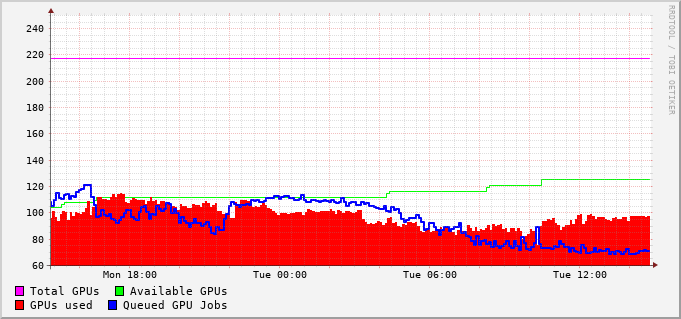 240
220
200
180
160
140
120
100
80
60
Mon 18:00 Tue 00:00 Tue 06:00 Tue 12:00
Total GPUs Available GPUs
GPUs used Queued GPU Jobs
RRDTOOL / TOBI OETIKER